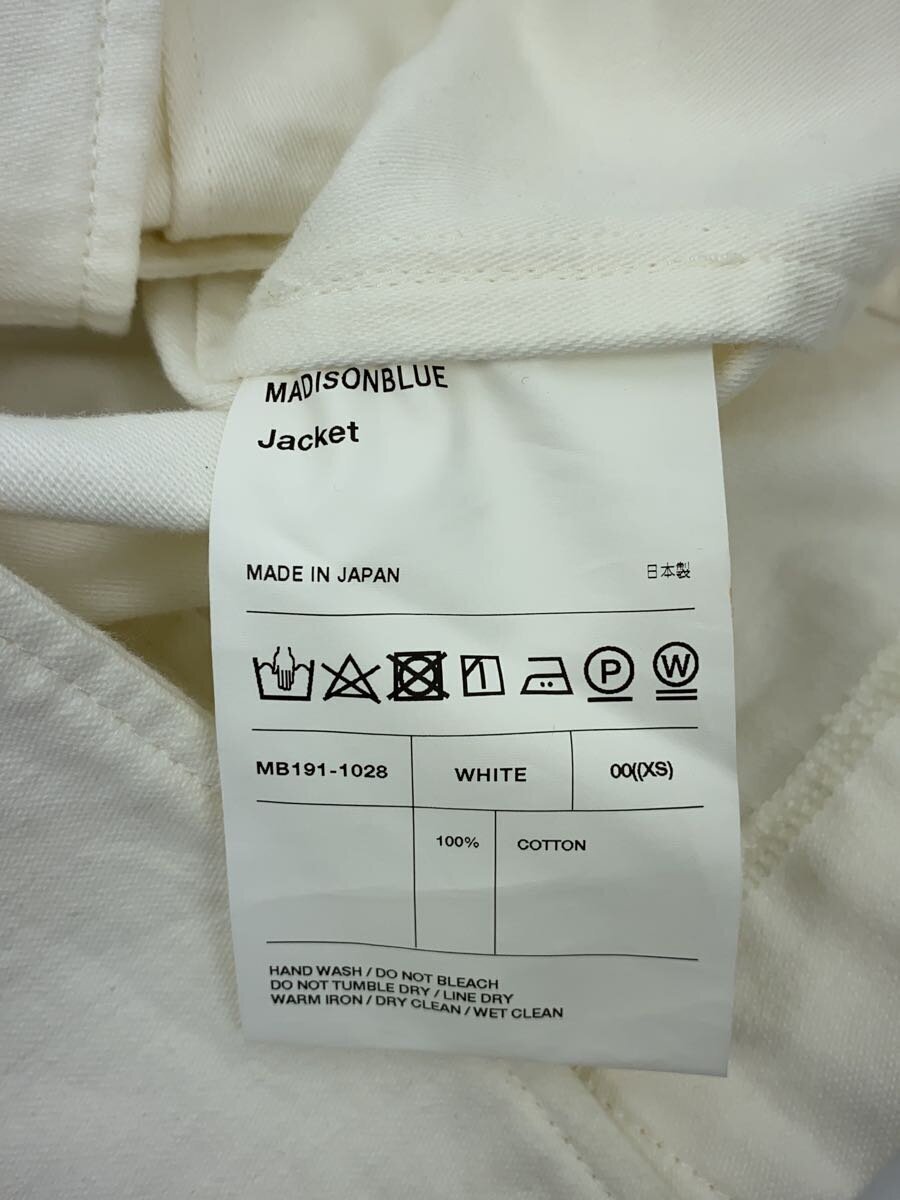 MADISONBLUE
Jacket
MADE IN JAPAN 日本製
P W
MB191-1028 WHITE 00((XS)
100% COTTON
HAND WASH / DO NOT BLEACH
DO NOT TUMBLE DRY / LINE DRY
WARM IRON / DRY CLEAN / WET CLEAN